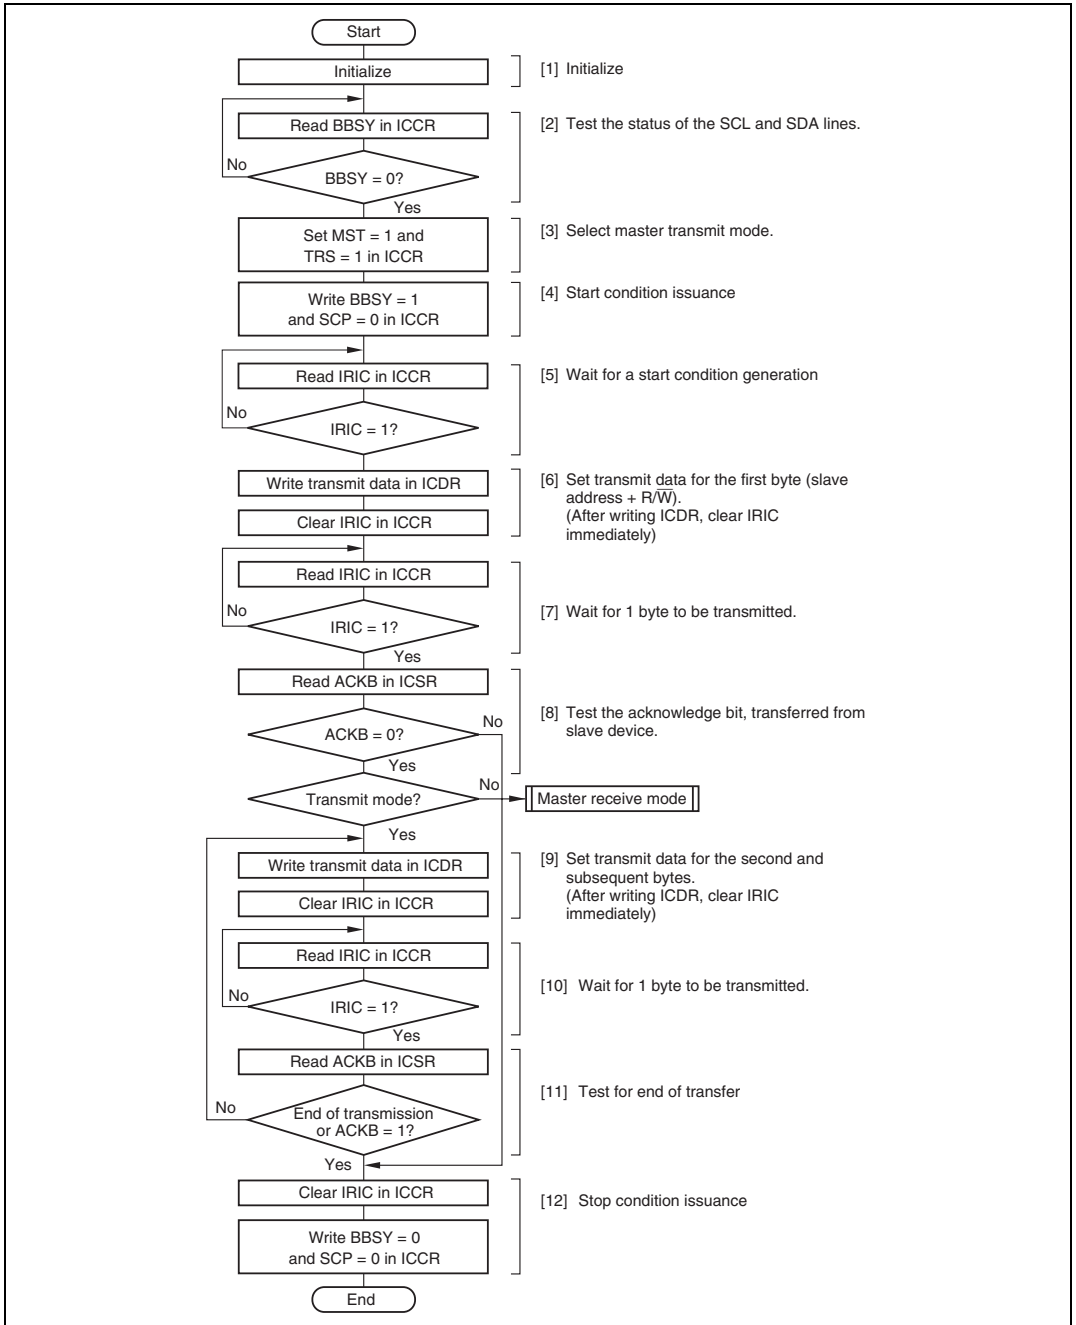 Start
Initialize
[1] Initialize
Read BBSY in ICCR
[2] Test the status of the SCL and SDA lines.
No
BBSY = 0?
Yes
Set MST = 1 and
TRS = 1 in ICCR
[3] Select master transmit mode.
Write BBSY = 1
and SCP = 0 in ICCR
[4] Start condition issuance
Read IRIC in ICCR
[5] Wait for a start condition generation
No
IRIC = 1?
Write transmit data in ICDR
[6] Set transmit data for the first byte (slave
address + R/W̅).
(After writing ICDR, clear IRIC
immediately)
Clear IRIC in ICCR
Read IRIC in ICCR
[7] Wait for 1 byte to be transmitted.
No
IRIC = 1?
Yes
Read ACKB in ICSR
[8] Test the acknowledge bit, transferred from
slave device.
No
ACKB = 0?
Yes
Transmit mode?
No
Master receive mode
Yes
Write transmit data in ICDR
[9] Set transmit data for the second and
subsequent bytes.
(After writing ICDR, clear IRIC
immediately)
Clear IRIC in ICCR
Read IRIC in ICCR
[10] Wait for 1 byte to be transmitted.
No
IRIC = 1?
Yes
Read ACKB in ICSR
[11] Test for end of transfer
No
End of transmission
or ACKB = 1?
Yes
Clear IRIC in ICCR
[12] Stop condition issuance
Write BBSY = 0
and SCP = 0 in ICCR
End